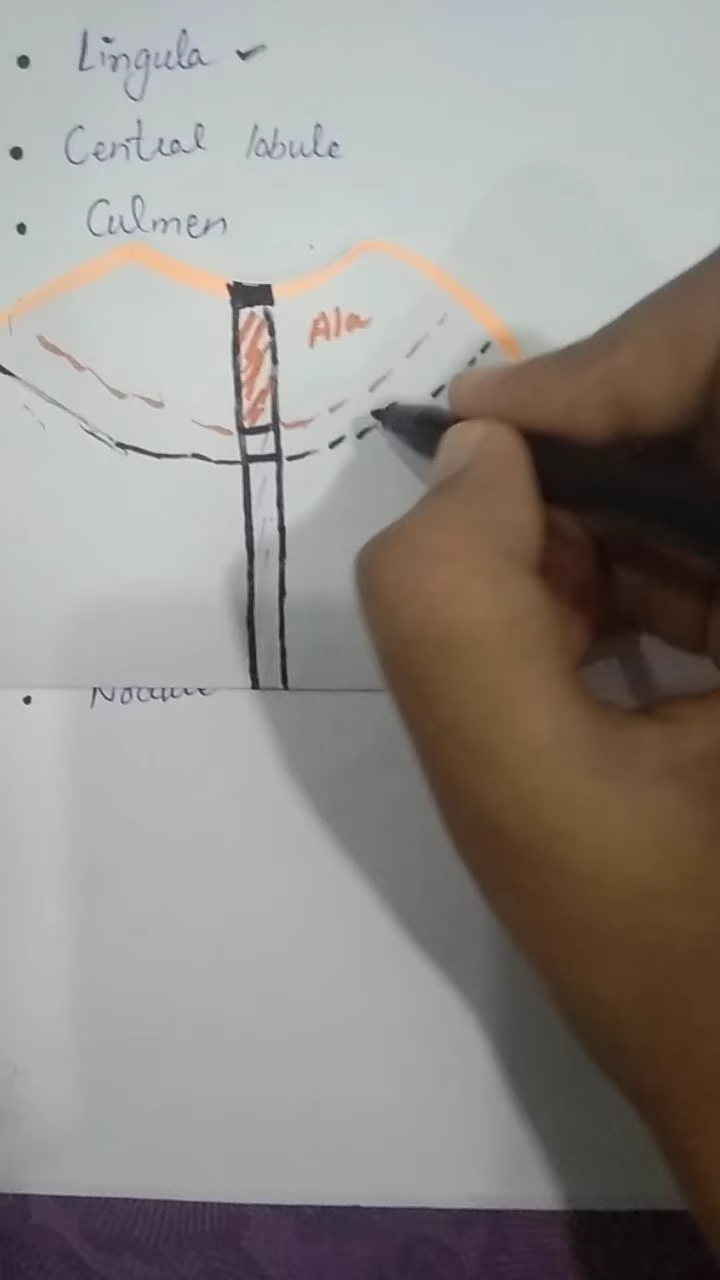 • Lingula ✓
• Central lobule
• Culmen
Ala
•